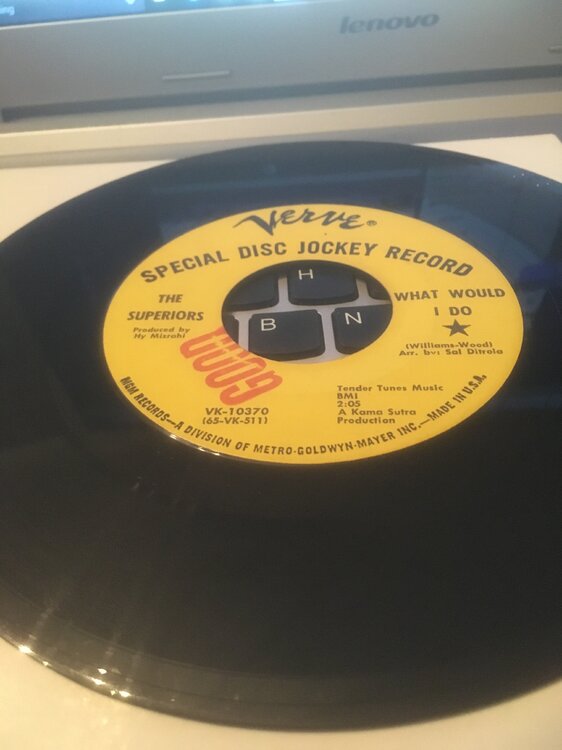 lenovo
Verve®
SPECIAL DISC JOCKEY RECORD
THE
SUPERIORS
Produced by
Hy Mizrahi
WHAT WOULD
I DO
★
(Williams-Wood)
Arr. by: Sal Ditroia
GOOD
VK-10370
(65-VK-511)
Tender Tunes Music
BMI
2:05
A Kama Sutra
Production
MGM RECORDS—A DIVISION OF METRO-GOLDWYN-MAYER INC.—MADE IN U.S.A.
H
B
N